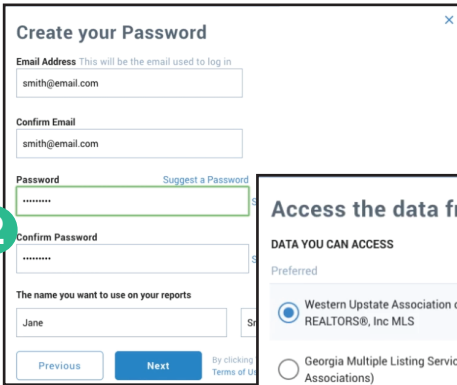 ×
Create your Password
Email Address This will be the email used to log in
smith@email.com
Confirm Email
smith@email.com
Password Suggest a Password
•••••••••
2
Confirm Password
•••••••••
The name you want to use on your reports
Jane
Previous Next By clicking
Terms of
Access the data
DATA YOU CAN ACCESS
Preferred
Western Upstate Association
REALTORS®, Inc MLS
Georgia Multiple Listing
Associations)